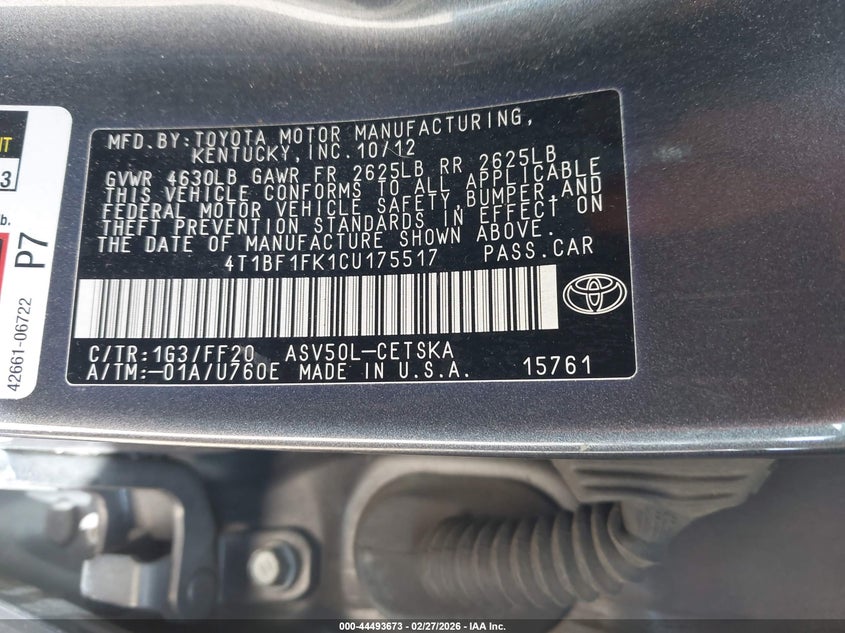 MFD.BY:TOYOTA MOTOR MANUFACTURING,
KENTUCKY,INC.10/12
GVWR 4630LB GAWR FR 2625LB RR 2625LB
THIS VEHICLE CONFORMS TO ALL APPLICABLE
FEDERAL MOTOR VEHICLE SAFETY,BUMPER,AND
THEFT PREVENTION STANDARDS IN EFFECT ON
THE DATE OF MANUFACTURE SHOWN ABOVE.
4T1BF1FK1CU175517 PASS.CAR
C/TR:1G3/FF20 ASV50L-CETSKA
A/TM:-01A/U760E MADE IN U.S.A. 15761
3
b.
P7
42661-06722
000-44493673 | 02/27/2026 - IAA Inc.